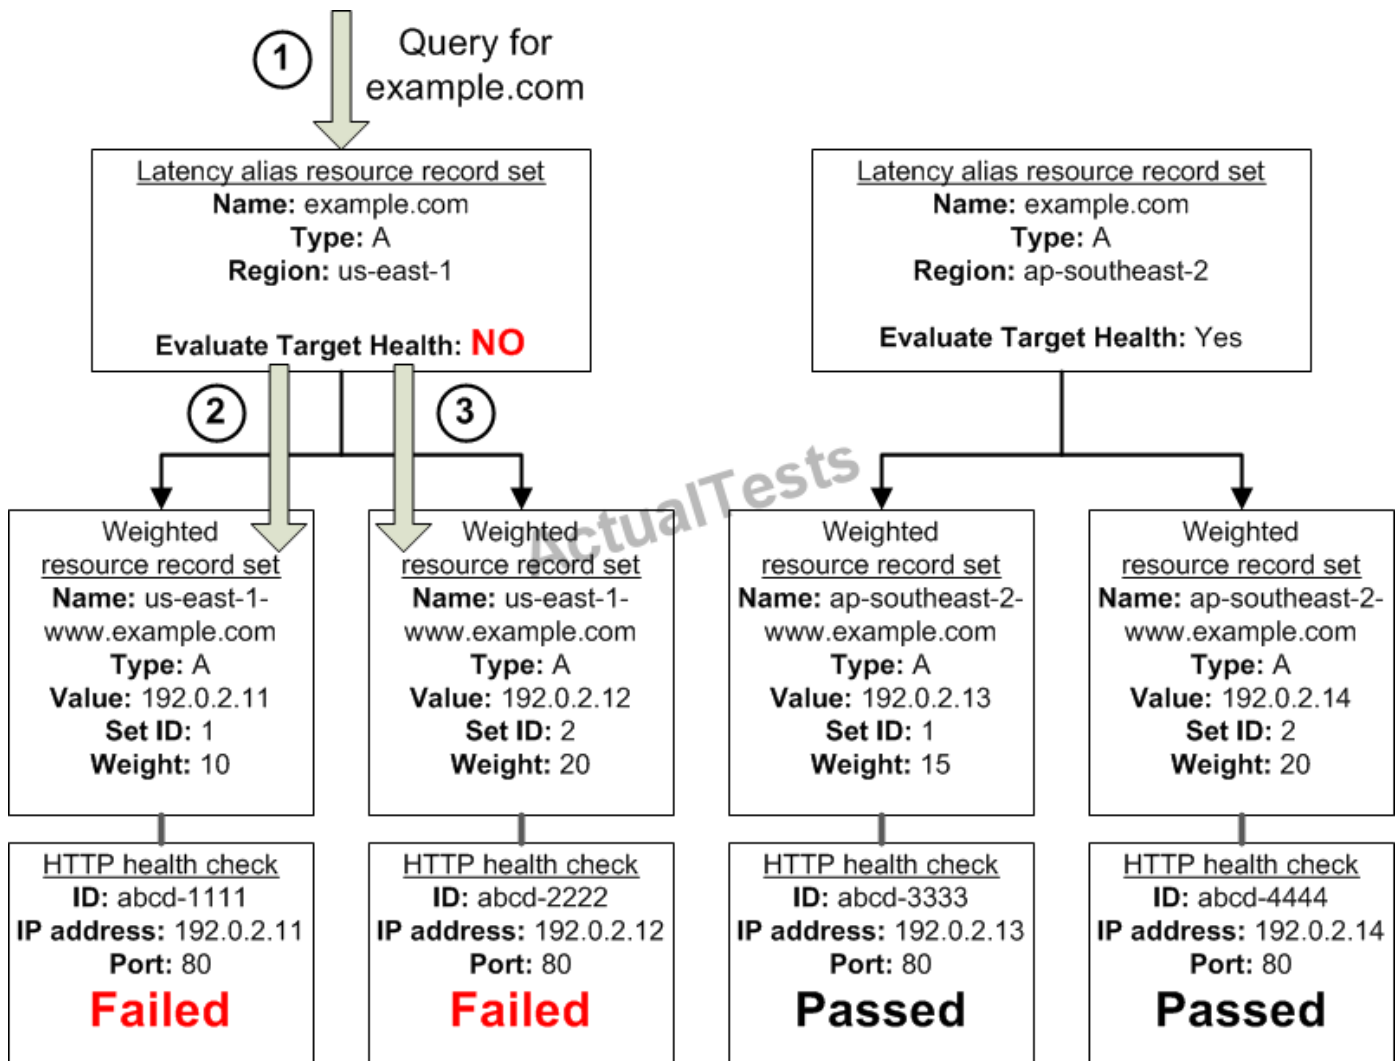 1
Query for
example.com
Latency alias resource record set
Name: example.com
Type: A
Region: us-east-1
Evaluate Target Health: NO
Latency alias resource record set
Name: example.com
Type: A
Region: ap-southeast-2
Evaluate Target Health: Yes
2
3
ActualTests
Weighted
resource record set
Name: us-east-1-
www.example.com
Type: A
Value: 192.0.2.11
Set ID: 1
Weight: 10
Weighted
resource record set
Name: us-east-1-
www.example.com
Type: A
Value: 192.0.2.12
Set ID: 2
Weight: 20
Weighted
resource record set
Name: ap-southeast-2-
www.example.com
Type: A
Value: 192.0.2.13
Set ID: 1
Weight: 15
Weighted
resource record set
Name: ap-southeast-2-
www.example.com
Type: A
Value: 192.0.2.14
Set ID: 2
Weight: 20
HTTP health check
ID: abcd-1111
IP address: 192.0.2.11
Port: 80
Failed
HTTP health check
ID: abcd-2222
IP address: 192.0.2.12
Port: 80
Failed
HTTP health check
ID: abcd-3333
IP address: 192.0.2.13
Port: 80
Passed
HTTP health check
ID: abcd-4444
IP address: 192.0.2.14
Port: 80
Passed